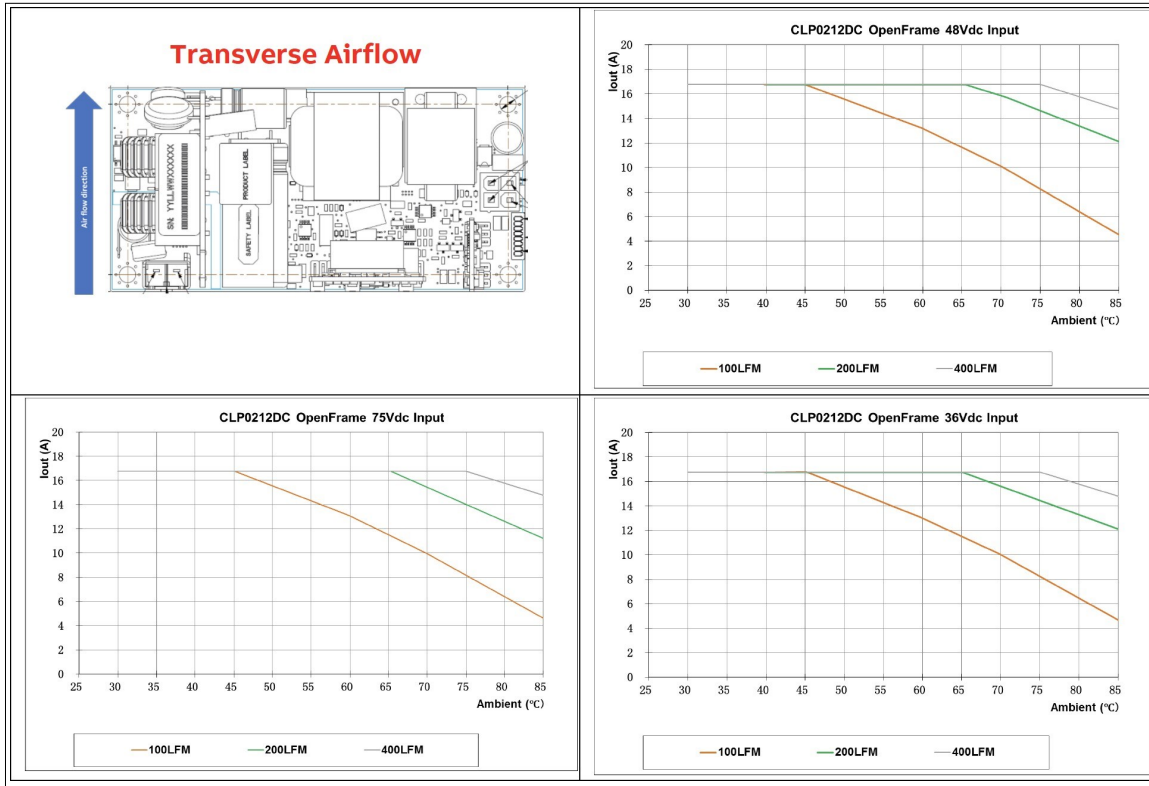 Transverse Airflow
Air flow direction
SN: YYLLWWXXXXXX
PRODUCT LABEL
SAFETY LABEL
CLP0212DC OpenFrame 48Vdc Input
Iout (A)
20
18
16
14
12
10
8
6
4
2
0
25 30 35 40 45 50 55 60 65 70 75 80 85
Ambient (℃)
100LFM 200LFM 400LFM
CLP0212DC OpenFrame 75Vdc Input
Iout (A)
20
18
16
14
12
10
8
6
4
2
0
25 30 35 40 45 50 55 60 65 70 75 80 85
Ambient (℃)
100LFM 200LFM 400LFM
CLP0212DC OpenFrame 36Vdc Input
Iout (A)
20
18
16
14
12
10
8
6
4
2
0
25 30 35 40 45 50 55 60 65 70 75 80 85
Ambient (℃)
100LFM 200LFM 400LFM